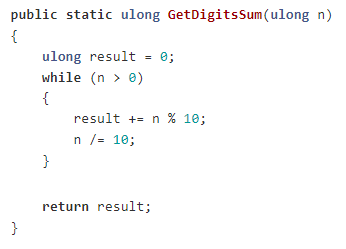 public static ulong GetDigitsSum(ulong n)
{
    ulong result = 0;
    while (n > 0)
    {
        result += n % 10;
        n /= 10;
    }

    return result;
}